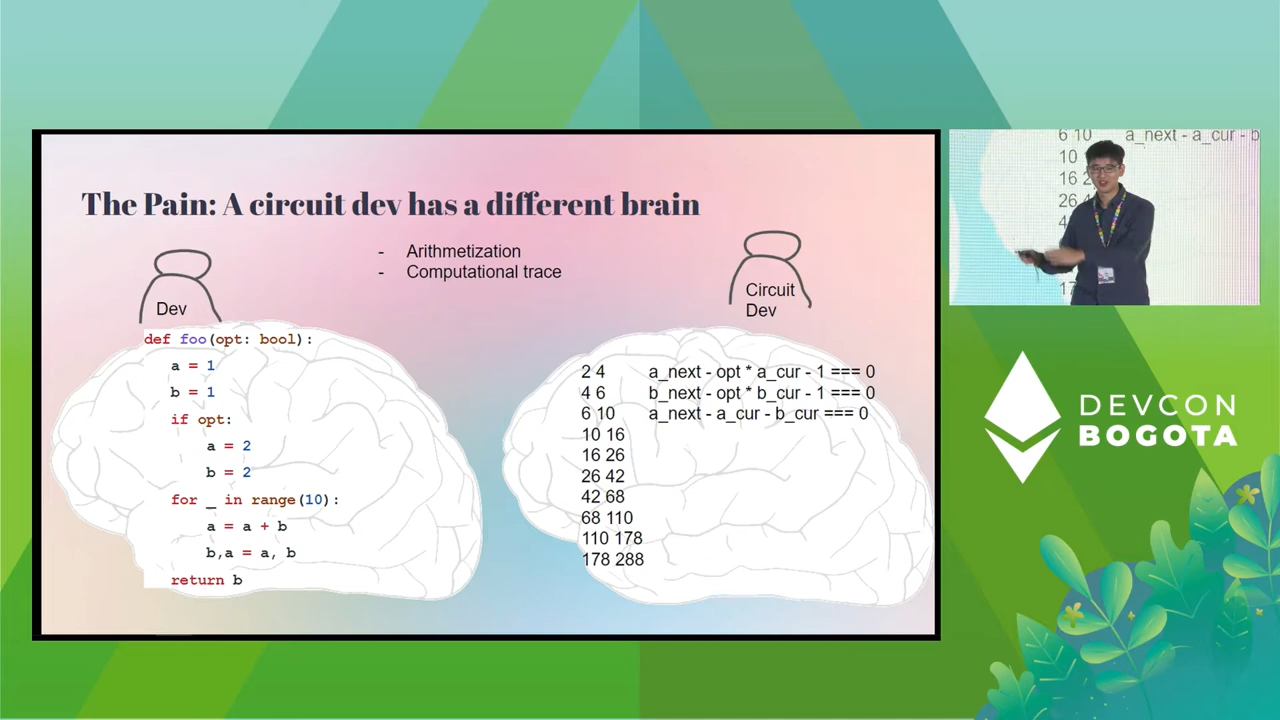 The Pain: A circuit dev has a different brain
- Arithmetization
- Computational trace
Dev
def foo(opt: bool):
a = 1
b = 1
if opt:
a = 2
b = 2
for _ in range(10):
a = a + b
b,a = a, b
return b
Circuit
Dev
2 4 a_next - opt * a_cur - 1 === 0
4 6 b_next - opt * b_cur - 1 === 0
6 10 a_next - a_cur - b_cur === 0
10 16
16 26
26 42
42 68
68 110
110 178
178 288
6 10 a_next - a_cur - b
10
16 2
26 4
4
17
DEVCON
BOGOTA